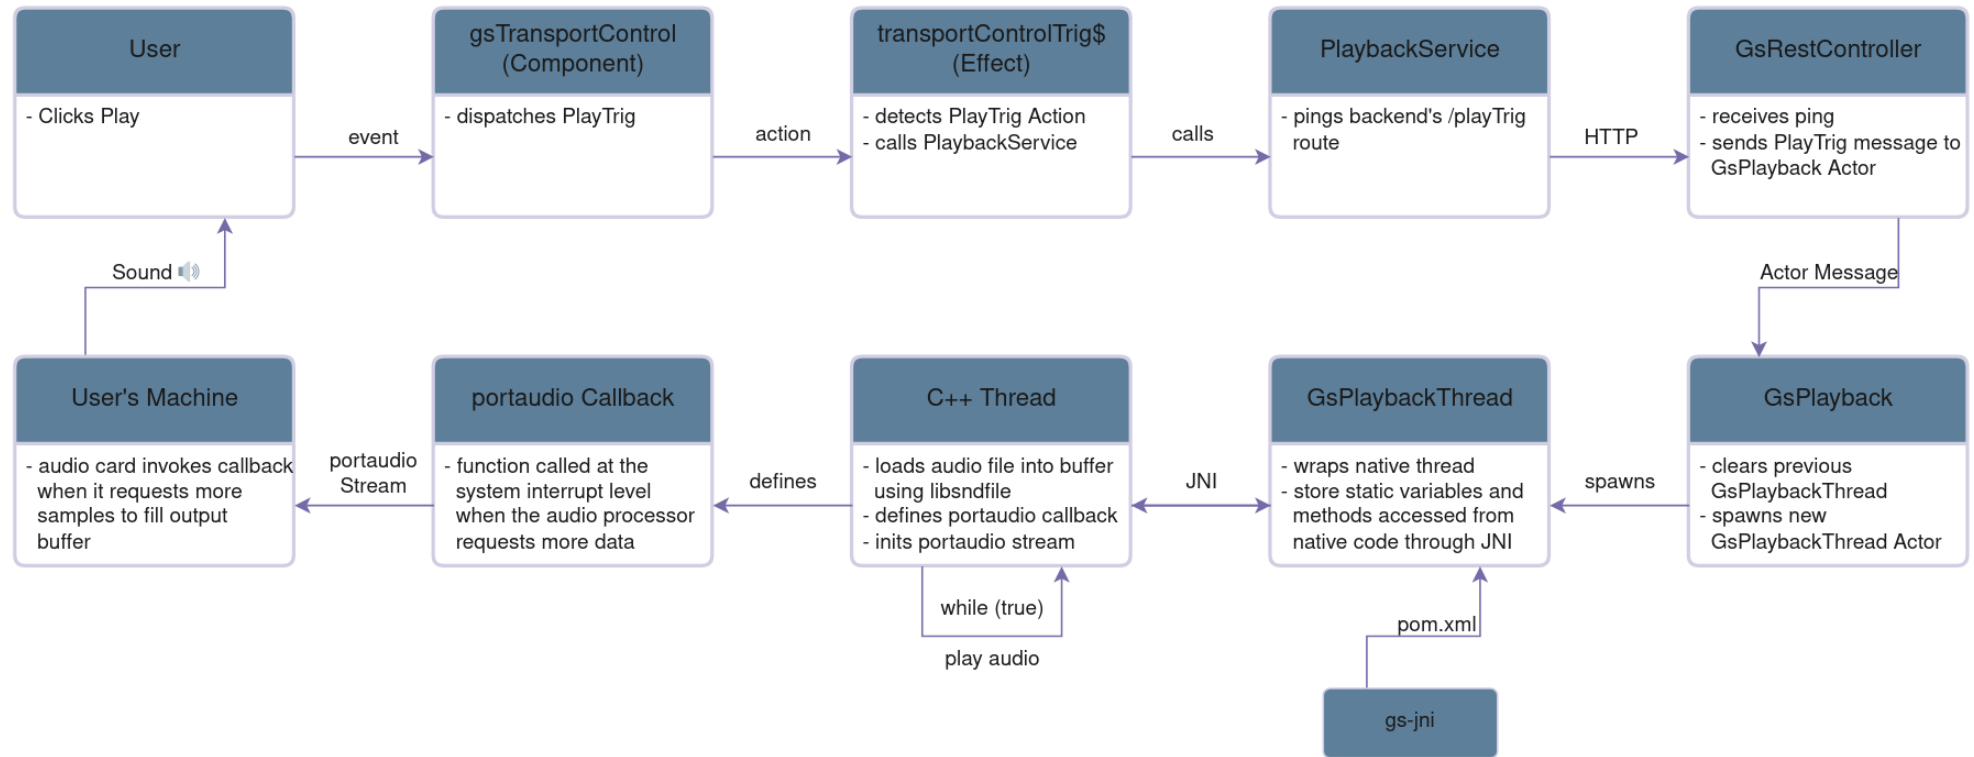 User
- Clicks Play
event
gsTransportControl
(Component)
- dispatches PlayTrig
action
transportControlTrig$
(Effect)
- detects PlayTrig Action
- calls PlaybackService
calls
PlaybackService
- pings backend's /playTrig
route
HTTP
GsRestController
- receives ping
- sends PlayTrig message to
GsPlayback Actor
Sound
Actor Message
User's Machine
- audio card invokes callback
when it requests more
samples to fill output
buffer
portaudio
Stream
portaudio Callback
- function called at the
system interrupt level
when the audio processor
requests more data
defines
C++ Thread
- loads audio file into buffer
using libsndfile
- defines portaudio callback
- inits portaudio stream
JNI
GsPlaybackThread
- wraps native thread
- store static variables and
methods accessed from
native code through JNI
spawns
GsPlayback
- clears previous
GsPlaybackThread
- spawns new
GsPlaybackThread Actor
while (true)
play audio
pom.xml
gs-jni